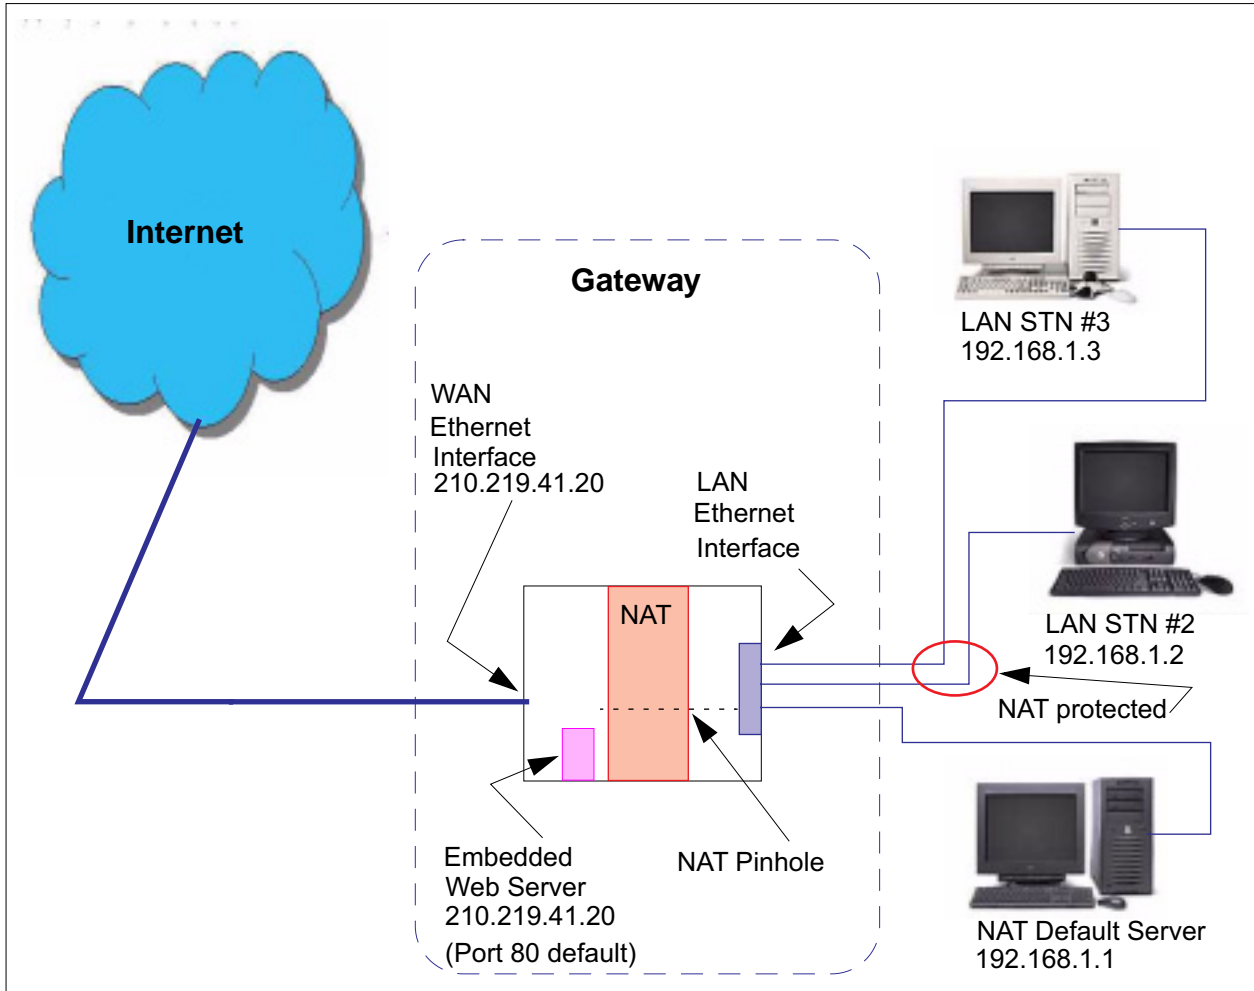 Internet
Gateway
WAN
Ethernet
Interface
210.219.41.20
LAN
Ethernet
Interface
NAT
LAN STN #3
192.168.1.3
LAN STN #2
192.168.1.2
NAT protected
Embedded
Web Server
210.219.41.20
(Port 80 default)
NAT Pinhole
NAT Default Server
192.168.1.1